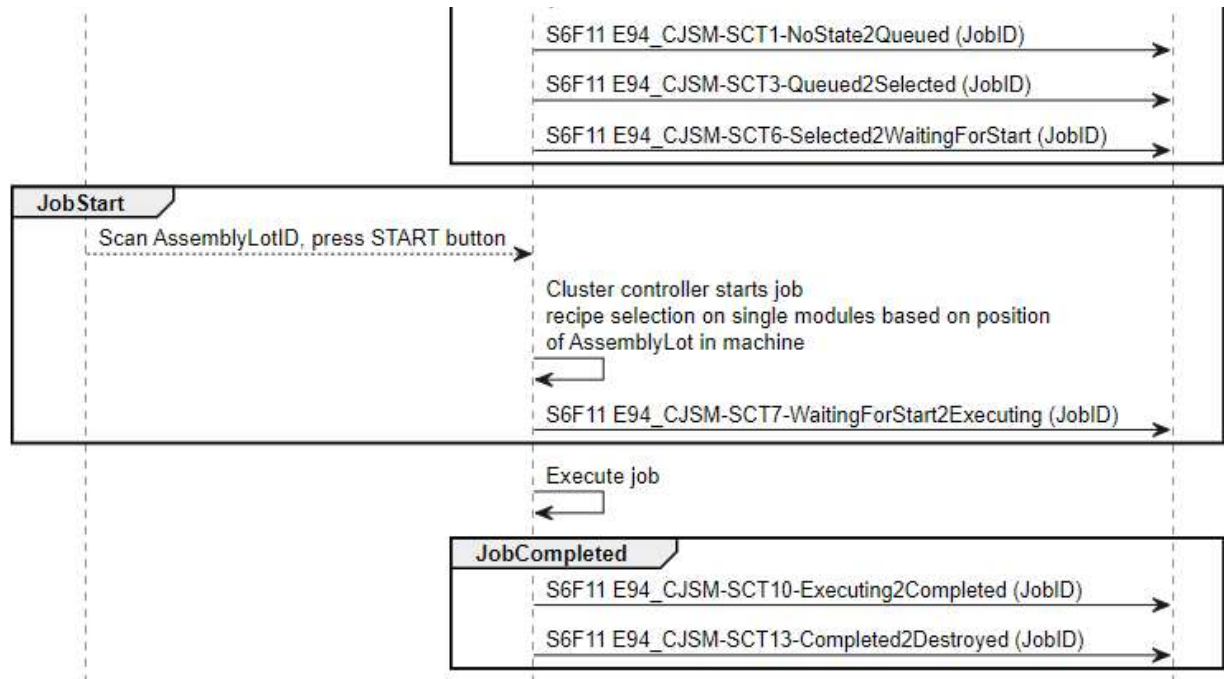 S6F11 E94_CJSM-SCT1-NoState2Queued (JobID)
S6F11 E94_CJSM-SCT3-Queued2Selected (JobID)
S6F11 E94_CJSM-SCT6-Selected2WaitingForStart (JobID)
JobStart
Scan AssemblyLotID, press START button
Cluster controller starts job
recipe selection on single modules based on position
of AssemblyLot in machine
S6F11 E94_CJSM-SCT7-WaitingForStart2Executing (JobID)
Execute job
JobCompleted
S6F11 E94_CJSM-SCT10-Executing2Completed (JobID)
S6F11 E94_CJSM-SCT13-Completed2Destroyed (JobID)